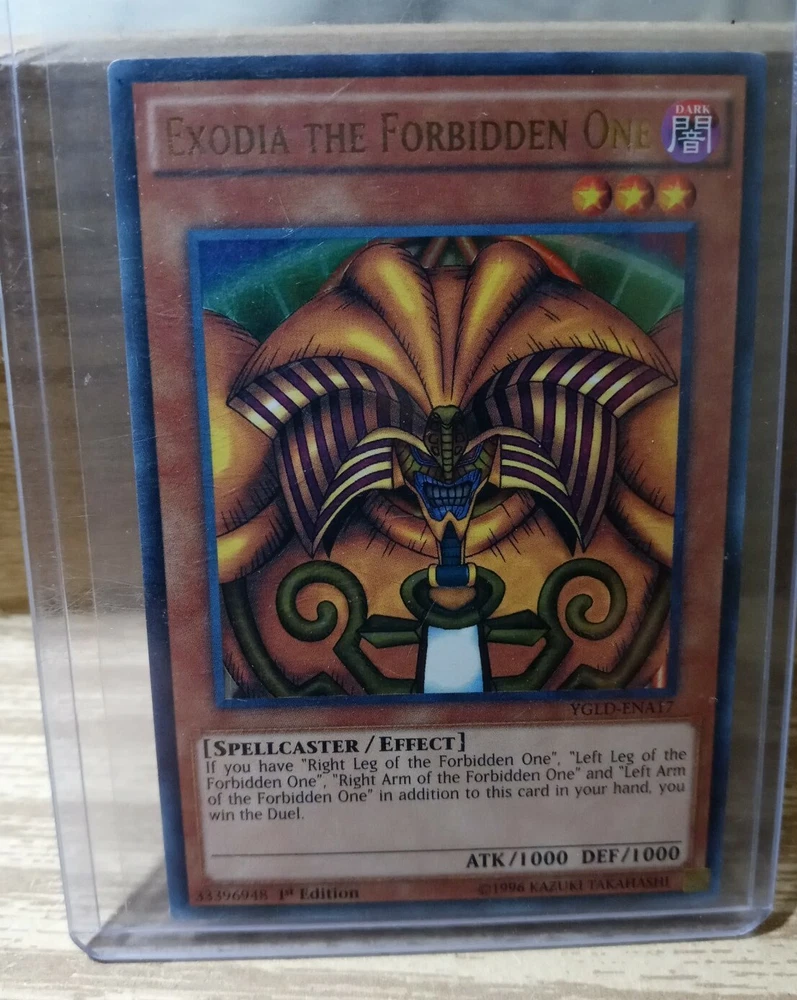 EXODIA THE FORBIDDEN ONE
DARK
闇
YGLD-ENA17
[SPELLCASTER/EFFECT]
If you have "Right Leg of the Forbidden One", "Left Leg of the
Forbidden One", "Right Arm of the Forbidden One" and "Left Arm
of the Forbidden One" in addition to this card in your hand, you
win the Duel.
ATK/1000 DEF/1000
33396948 1st Edition
©1996 KAZUKI TAKAHASHI